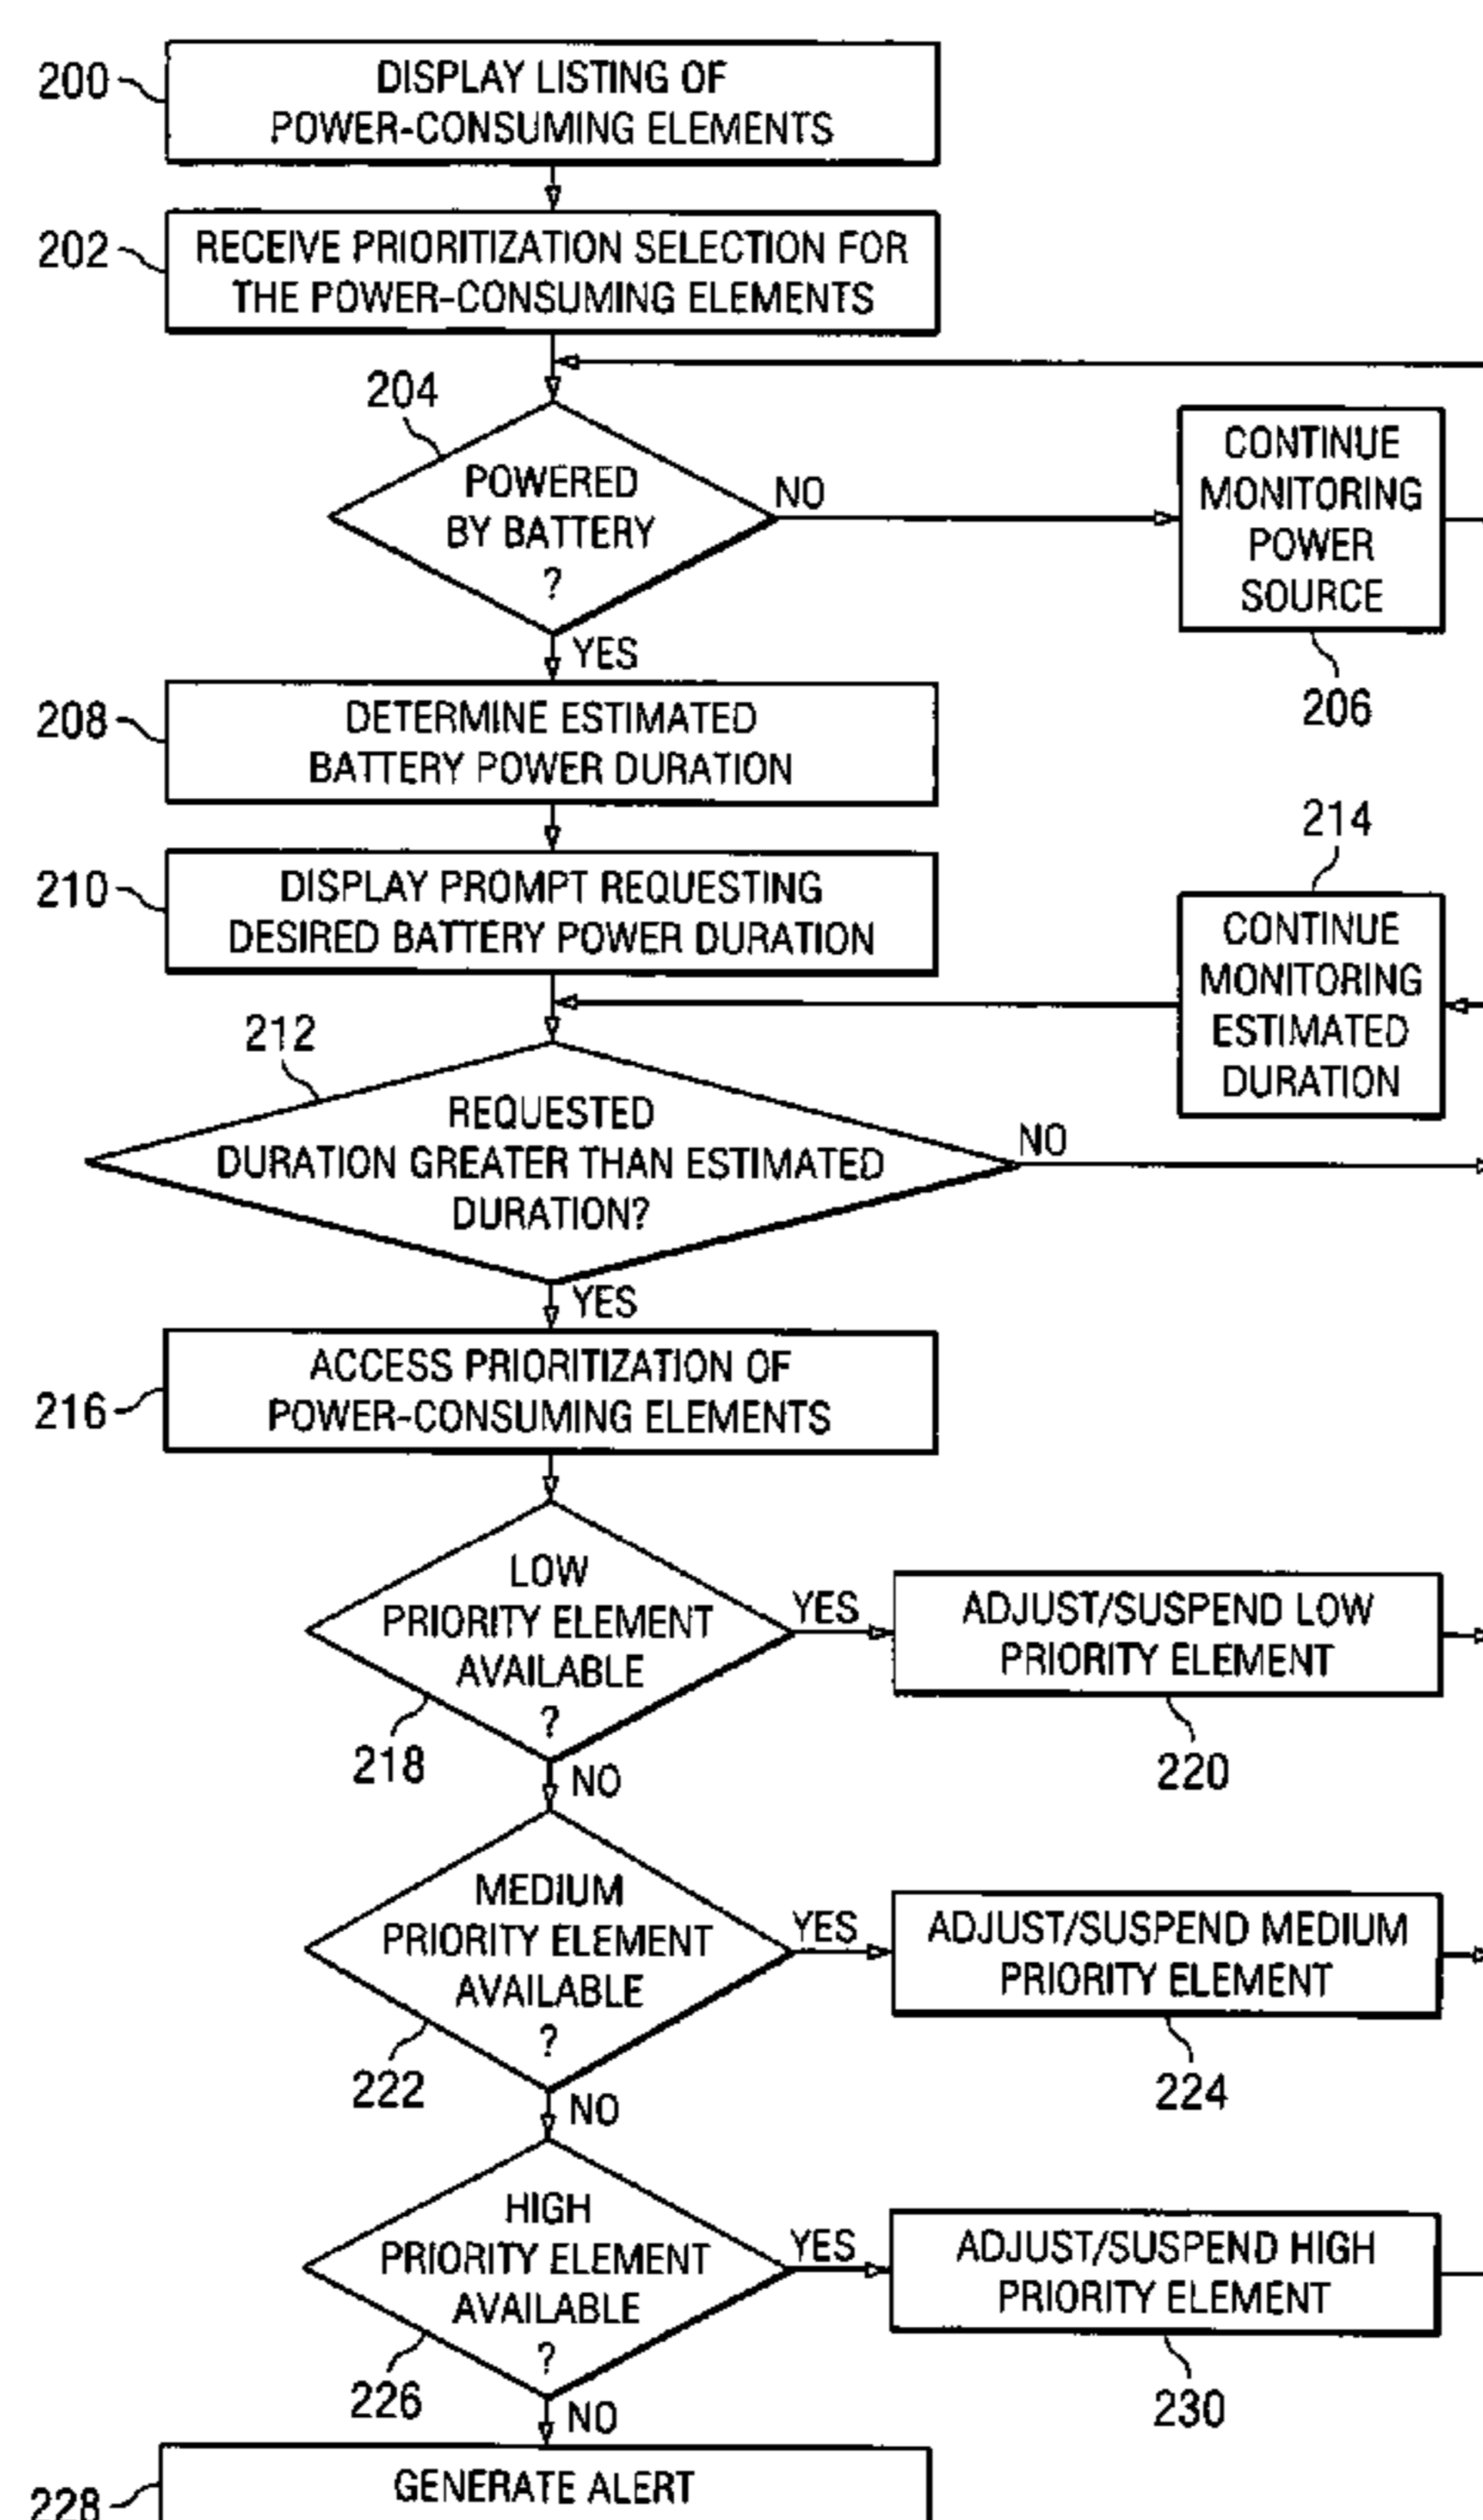 200
DISPLAY LISTING OF
POWER-CONSUMING ELEMENTS
202
RECEIVE PRIORITIZATION SELECTION FOR
THE POWER-CONSUMING ELEMENTS
204
POWERED
BY BATTERY
?
NO
CONTINUE
MONITORING
POWER
SOURCE
206
YES
208
DETERMINE ESTIMATED
BATTERY POWER DURATION
210
DISPLAY PROMPT REQUESTING
DESIRED BATTERY POWER DURATION
214
CONTINUE
MONITORING
ESTIMATED
DURATION
212
REQUESTED
DURATION GREATER THAN ESTIMATED
DURATION?
NO
YES
216
ACCESS PRIORITIZATION OF
POWER-CONSUMING ELEMENTS
LOW
PRIORITY ELEMENT
AVAILABLE
?
218
YES
ADJUST/SUSPEND LOW
PRIORITY ELEMENT
220
NO
MEDIUM
PRIORITY ELEMENT
AVAILABLE
?
222
YES
ADJUST/SUSPEND MEDIUM
PRIORITY ELEMENT
224
NO
HIGH
PRIORITY ELEMENT
AVAILABLE
?
226
YES
ADJUST/SUSPEND HIGH
PRIORITY ELEMENT
230
NO
228
GENERATE ALERT